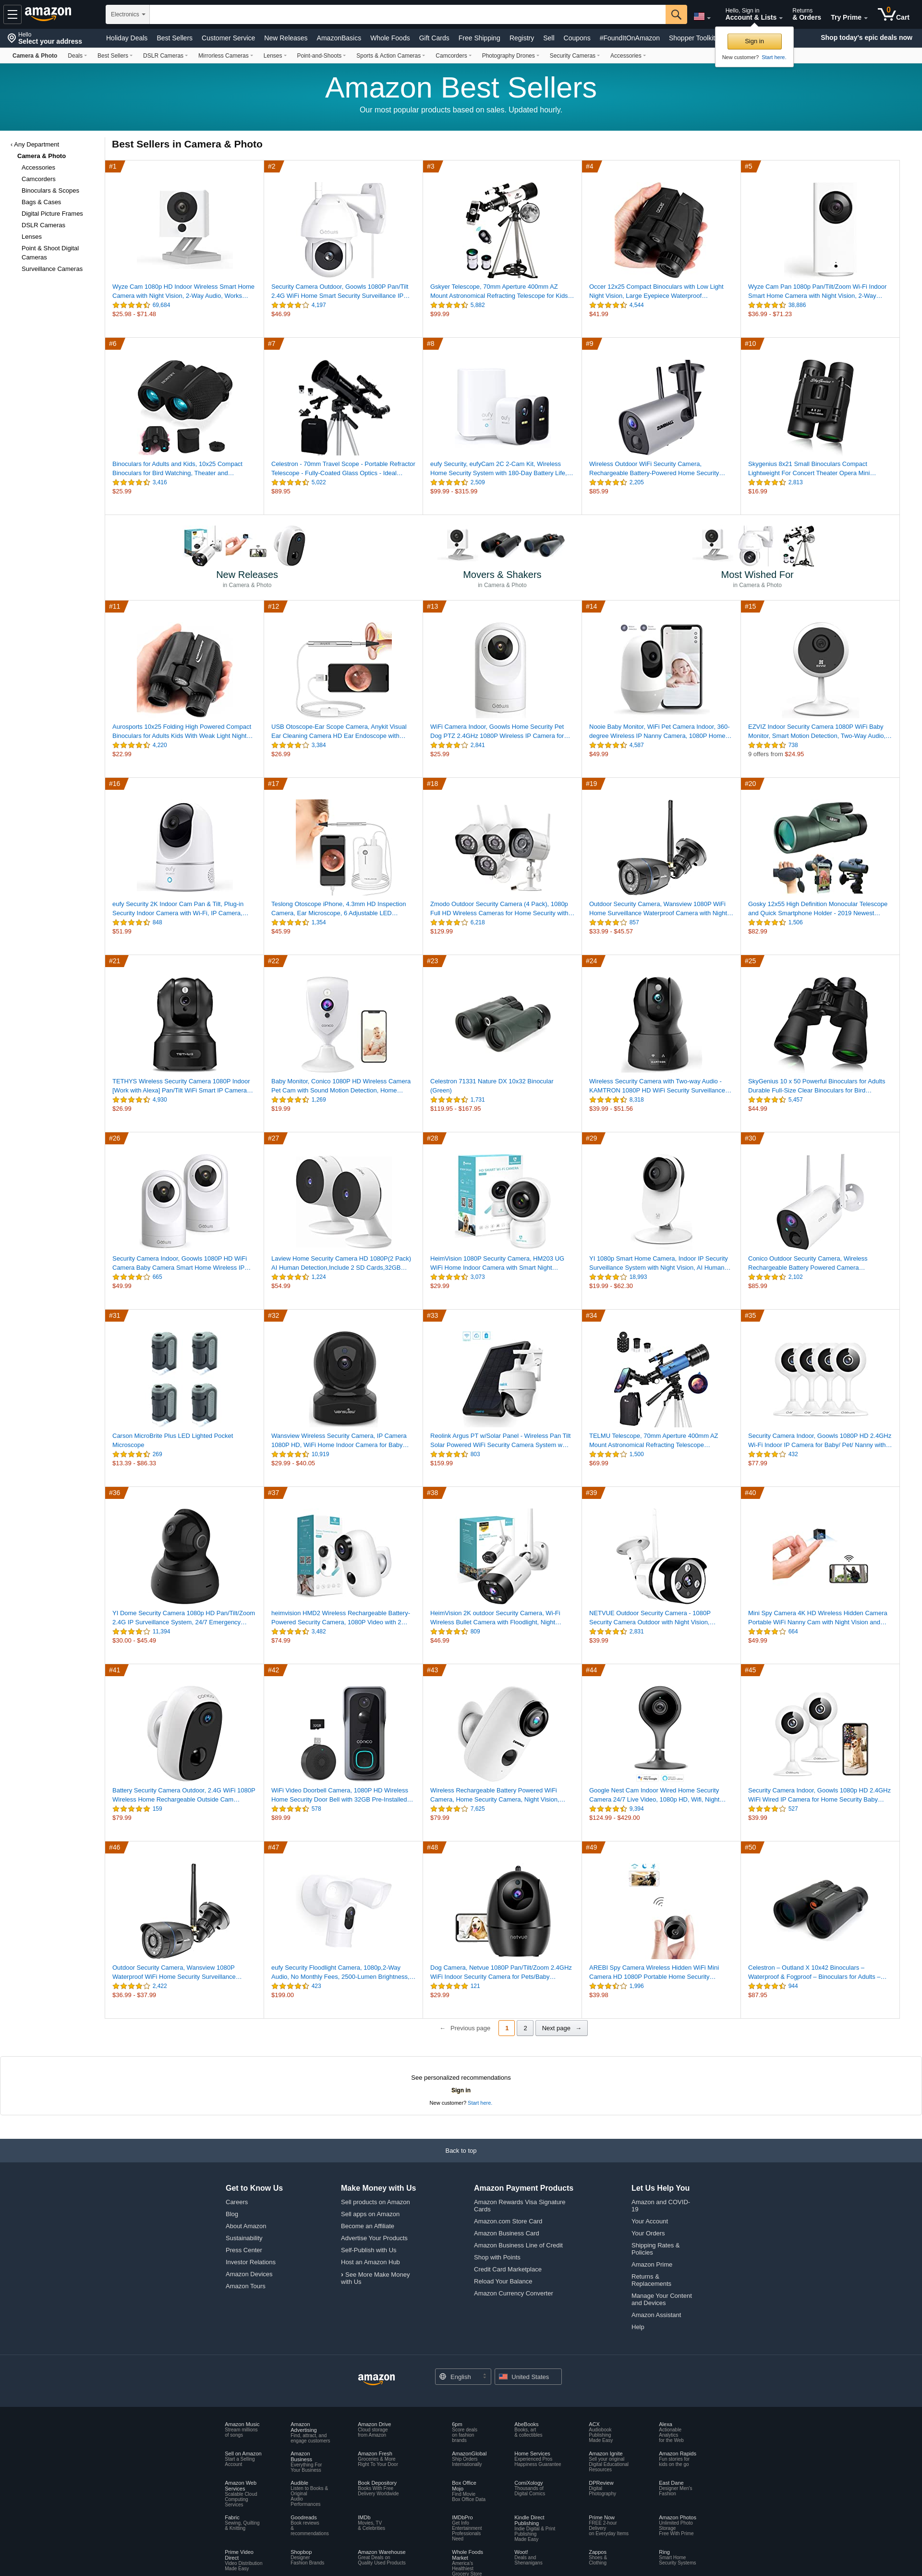 amazon
Electronics
Hello, Sign in
Account & Lists
Returns
& Orders
Try Prime
0
Cart
Hello
Select your address
Holiday Deals
Best Sellers
Customer Service
New Releases
AmazonBasics
Whole Foods
Gift Cards
Free Shipping
Registry
Sell
Coupons
#FoundItOnAmazon
Shopper Toolkit
Shop today's epic deals now
Sign in
New customer? Start here.
Camera & Photo
Deals
Best Sellers
DSLR Cameras
Mirrorless Cameras
Lenses
Point-and-Shoots
Sports & Action Cameras
Camcorders
Photography Drones
Security Cameras
Accessories
Amazon Best Sellers
Our most popular products based on sales. Updated hourly.
‹ Any Department
Camera & Photo
Accessories
Camcorders
Binoculars & Scopes
Bags & Cases
Digital Picture Frames
DSLR Cameras
Lenses
Point & Shoot Digital
Cameras
Surveillance Cameras
Best Sellers in Camera & Photo
#1
Wyze Cam 1080p HD Indoor Wireless Smart Home
Camera with Night Vision, 2-Way Audio, Works…
69,684
$25.98 - $71.48
#2
Security Camera Outdoor, Goowls 1080P Pan/Tilt
2.4G WiFi Home Smart Security Surveillance IP…
4,197
$46.99
#3
Gskyer Telescope, 70mm Aperture 400mm AZ
Mount Astronomical Refracting Telescope for Kids…
5,882
$99.99
#4
Occer 12x25 Compact Binoculars with Low Light
Night Vision, Large Eyepiece Waterproof…
4,544
$41.99
#5
Wyze Cam Pan 1080p Pan/Tilt/Zoom Wi-Fi Indoor
Smart Home Camera with Night Vision, 2-Way…
38,886
$36.99 - $71.23
#6
Binoculars for Adults and Kids, 10x25 Compact
Binoculars for Bird Watching, Theater and…
3,416
$25.99
#7
Celestron - 70mm Travel Scope - Portable Refractor
Telescope - Fully-Coated Glass Optics - Ideal…
5,022
$89.95
#8
eufy Security, eufyCam 2C 2-Cam Kit, Wireless
Home Security System with 180-Day Battery Life,…
2,509
$99.99 - $315.99
#9
Wireless Outdoor WiFi Security Camera,
Rechargeable Battery-Powered Home Security…
2,205
$85.99
#10
Skygenius 8x21 Small Binoculars Compact
Lightweight For Concert Theater Opera Mini…
2,813
$16.99
New Releases
in Camera & Photo
Movers & Shakers
in Camera & Photo
Most Wished For
in Camera & Photo
#11
Aurosports 10x25 Folding High Powered Compact
Binoculars for Adults Kids With Weak Light Night…
4,220
$22.99
#12
USB Otoscope-Ear Scope Camera, Anykit Visual
Ear Cleaning Camera HD Ear Endoscope with…
3,384
$26.99
#13
WiFi Camera Indoor, Goowls Home Security Pet
Dog PTZ 2.4GHz 1080P Wireless IP Camera for…
2,841
$25.99
#14
Nooie Baby Monitor, WiFi Pet Camera Indoor, 360-
degree Wireless IP Nanny Camera, 1080P Home…
4,587
$49.99
#15
EZVIZ Indoor Security Camera 1080P WiFi Baby
Monitor, Smart Motion Detection, Two-Way Audio,…
738
9 offers from $24.95
#16
eufy Security 2K Indoor Cam Pan & Tilt, Plug-in
Security Indoor Camera with Wi-Fi, IP Camera,…
848
$51.99
#17
Teslong Otoscope iPhone, 4.3mm HD Inspection
Camera, Ear Microscope, 6 Adjustable LED…
1,354
$45.99
#18
Zmodo Outdoor Security Camera (4 Pack), 1080p
Full HD Wireless Cameras for Home Security with…
6,218
$129.99
#19
Outdoor Security Camera, Wansview 1080P WiFi
Home Surveillance Waterproof Camera with Night…
857
$33.99 - $45.57
#20
Gosky 12x55 High Definition Monocular Telescope
and Quick Smartphone Holder - 2019 Newest…
1,506
$82.99
#21
TETHYS Wireless Security Camera 1080P Indoor
[Work with Alexa] Pan/Tilt WiFi Smart IP Camera…
4,930
$26.99
#22
Baby Monitor, Conico 1080P HD Wireless Camera
Pet Cam with Sound Motion Detection, Home…
1,269
$19.99
#23
Celestron 71331 Nature DX 10x32 Binocular
(Green)
1,731
$119.95 - $167.95
#24
Wireless Security Camera with Two-way Audio -
KAMTRON 1080P HD WiFi Security Surveillance…
8,318
$39.99 - $51.56
#25
SkyGenius 10 x 50 Powerful Binoculars for Adults
Durable Full-Size Clear Binoculars for Bird…
5,457
$44.99
#26
Security Camera Indoor, Goowls 1080P HD WiFi
Camera Baby Camera Smart Home Wireless IP…
665
$49.99
#27
Laview Home Security Camera HD 1080P(2 Pack)
AI Human Detection,Include 2 SD Cards,32GB…
1,224
$54.99
#28
HeimVision 1080P Security Camera, HM203 UG
WiFi Home Indoor Camera with Smart Night…
3,073
$29.99
#29
YI 1080p Smart Home Camera, Indoor IP Security
Surveillance System with Night Vision, AI Human…
18,993
$19.99 - $62.30
#30
Conico Outdoor Security Camera, Wireless
Rechargeable Battery Powered Camera…
2,102
$85.99
#31
Carson MicroBrite Plus LED Lighted Pocket
Microscope
269
$13.39 - $86.33
#32
Wansview Wireless Security Camera, IP Camera
1080P HD, WiFi Home Indoor Camera for Baby…
10,919
$29.99 - $40.05
#33
Reolink Argus PT w/Solar Panel - Wireless Pan Tilt
Solar Powered WiFi Security Camera System w…
803
$159.99
#34
TELMU Telescope, 70mm Aperture 400mm AZ
Mount Astronomical Refracting Telescope…
1,500
$69.99
#35
Security Camera Indoor, Goowls 1080P HD 2.4GHz
Wi-Fi Indoor IP Camera for Baby/ Pet/ Nanny with…
432
$77.99
#36
YI Dome Security Camera 1080p HD Pan/Tilt/Zoom
2.4G IP Surveillance System, 24/7 Emergency…
11,394
$30.00 - $45.49
#37
heimvision HMD2 Wireless Rechargeable Battery-
Powered Security Camera, 1080P Video with 2…
3,482
$74.99
#38
HeimVision 2K outdoor Security Camera, Wi-Fi
Wireless Bullet Camera with Floodlight, Night…
809
$46.99
#39
NETVUE Outdoor Security Camera - 1080P
Security Camera Outdoor with Night Vision,…
2,831
$39.99
#40
Mini Spy Camera 4K HD Wireless Hidden Camera
Portable WiFi Nanny Cam with Night Vision and…
664
$49.99
#41
Battery Security Camera Outdoor, 2.4G WiFi 1080P
Wireless Home Rechargeable Outside Cam…
159
$79.99
#42
WiFi Video Doorbell Camera, 1080P HD Wireless
Home Security Door Bell with 32GB Pre-Installed…
578
$89.99
#43
Wireless Rechargeable Battery Powered WiFi
Camera, Home Security Camera, Night Vision,…
7,625
$79.99
#44
Google Nest Cam Indoor Wired Home Security
Camera 24/7 Live Video, 1080p HD, Wifi, Night…
9,394
$124.99 - $429.00
#45
Security Camera Indoor, Goowls 1080p HD 2.4GHz
WiFi Wired IP Camera for Home Security Baby…
527
$39.99
#46
Outdoor Security Camera, Wansview 1080P
Waterproof WiFi Home Security Surveillance…
2,422
$36.99 - $37.99
#47
eufy Security Floodlight Camera, 1080p,2-Way
Audio, No Monthly Fees, 2500-Lumen Brightness,…
423
$199.00
#48
Dog Camera, Netvue 1080P Pan/Tilt/Zoom 2.4GHz
WiFi Indoor Security Camera for Pets/Baby…
121
$29.99
#49
AREBI Spy Camera Wireless Hidden WiFi Mini
Camera HD 1080P Portable Home Security…
1,996
$39.98
#50
Celestron – Outland X 10x42 Binoculars –
Waterproof & Fogproof – Binoculars for Adults –…
944
$87.95
← Previous page
1
2
Next page →
See personalized recommendations
Sign in
New customer? Start here.
Back to top
Get to Know Us
Careers
Blog
About Amazon
Sustainability
Press Center
Investor Relations
Amazon Devices
Amazon Tours
Make Money with Us
Sell products on Amazon
Sell apps on Amazon
Become an Affiliate
Advertise Your Products
Self-Publish with Us
Host an Amazon Hub
› See More Make Money
with Us
Amazon Payment Products
Amazon Rewards Visa Signature
Cards
Amazon.com Store Card
Amazon Business Card
Amazon Business Line of Credit
Shop with Points
Credit Card Marketplace
Reload Your Balance
Amazon Currency Converter
Let Us Help You
Amazon and COVID-
19
Your Account
Your Orders
Shipping Rates &
Policies
Amazon Prime
Returns &
Replacements
Manage Your Content
and Devices
Amazon Assistant
Help
amazon
English
United States
Amazon Music
Stream millions
of songs
Amazon
Advertising
Find, attract, and
engage customers
Amazon Drive
Cloud storage
from Amazon
6pm
Score deals
on fashion
brands
AbeBooks
Books, art
& collectibles
ACX
Audiobook
Publishing
Made Easy
Alexa
Actionable
Analytics
for the Web
Sell on Amazon
Start a Selling
Account
Amazon
Business
Everything For
Your Business
Amazon Fresh
Groceries & More
Right To Your Door
AmazonGlobal
Ship Orders
Internationally
Home Services
Experienced Pros
Happiness Guarantee
Amazon Ignite
Sell your original
Digital Educational
Resources
Amazon Rapids
Fun stories for
kids on the go
Amazon Web
Services
Scalable Cloud
Computing
Services
Audible
Listen to Books &
Original
Audio
Performances
Book Depository
Books With Free
Delivery Worldwide
Box Office
Mojo
Find Movie
Box Office Data
ComiXology
Thousands of
Digital Comics
DPReview
Digital
Photography
East Dane
Designer Men's
Fashion
Fabric
Sewing, Quilting
& Knitting
Goodreads
Book reviews
&
recommendations
IMDb
Movies, TV
& Celebrities
IMDbPro
Get Info
Entertainment
Professionals
Need
Kindle Direct
Publishing
Indie Digital & Print
Publishing
Made Easy
Prime Now
FREE 2-hour
Delivery
on Everyday Items
Amazon Photos
Unlimited Photo
Storage
Free With Prime
Prime Video
Direct
Video Distribution
Made Easy
Shopbop
Designer
Fashion Brands
Amazon Warehouse
Great Deals on
Quality Used Products
Whole Foods
Market
America's
Healthiest
Grocery Store
Woot!
Deals and
Shenanigans
Zappos
Shoes &
Clothing
Ring
Smart Home
Security Systems